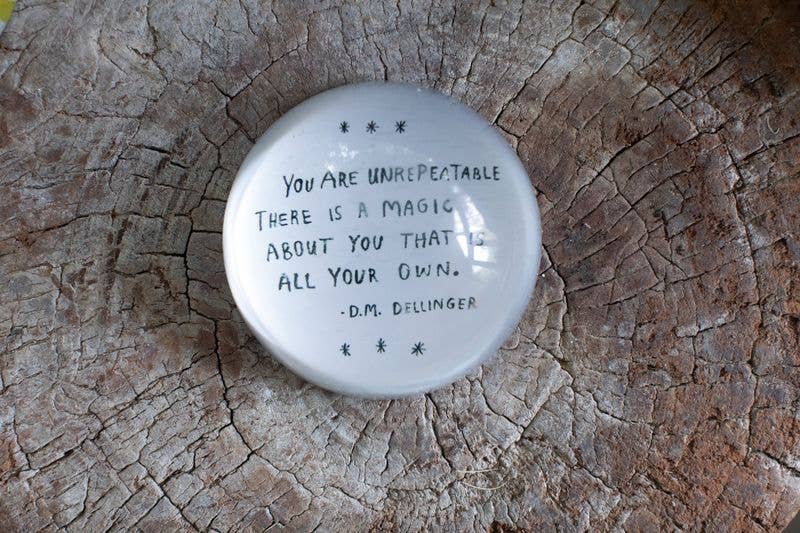 * * *
YOU ARE UNREPEATABLE
THERE IS A MAGIC
ABOUT YOU THAT IS
ALL YOUR OWN.
-D.M. DELLINGER
* * *